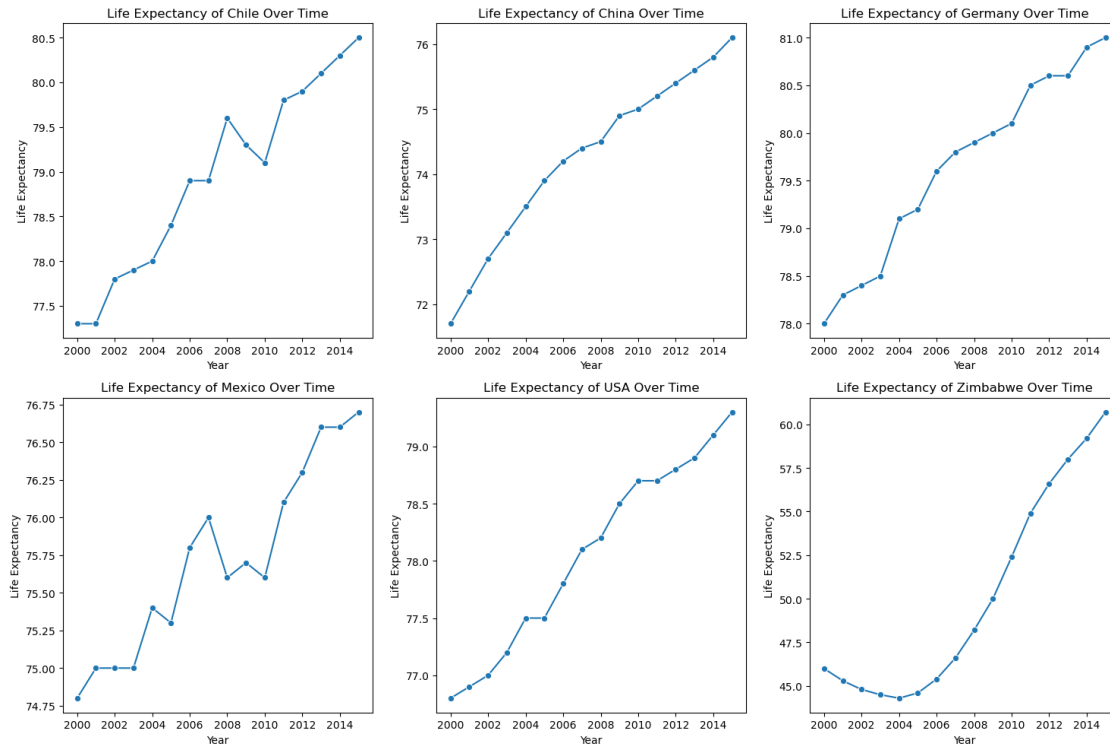 Life Expectancy of Chile Over Time
80.5
80.0
79.5
79.0
78.5
78.0
77.5
Life Expectancy
2000 2002 2004 2006 2008 2010 2012 2014
Year
Life Expectancy of China Over Time
76
75
74
73
72
Life Expectancy
2000 2002 2004 2006 2008 2010 2012 2014
Year
Life Expectancy of Germany Over Time
81.0
80.5
80.0
79.5
79.0
78.5
78.0
Life Expectancy
2000 2002 2004 2006 2008 2010 2012 2014
Year
Life Expectancy of Mexico Over Time
76.75
76.50
76.25
76.00
75.75
75.50
75.25
75.00
74.75
Life Expectancy
2000 2002 2004 2006 2008 2010 2012 2014
Year
Life Expectancy of USA Over Time
79.0
78.5
78.0
77.5
77.0
Life Expectancy
2000 2002 2004 2006 2008 2010 2012 2014
Year
Life Expectancy of Zimbabwe Over Time
60.0
57.5
55.0
52.5
50.0
47.5
45.0
Life Expectancy
2000 2002 2004 2006 2008 2010 2012 2014
Year